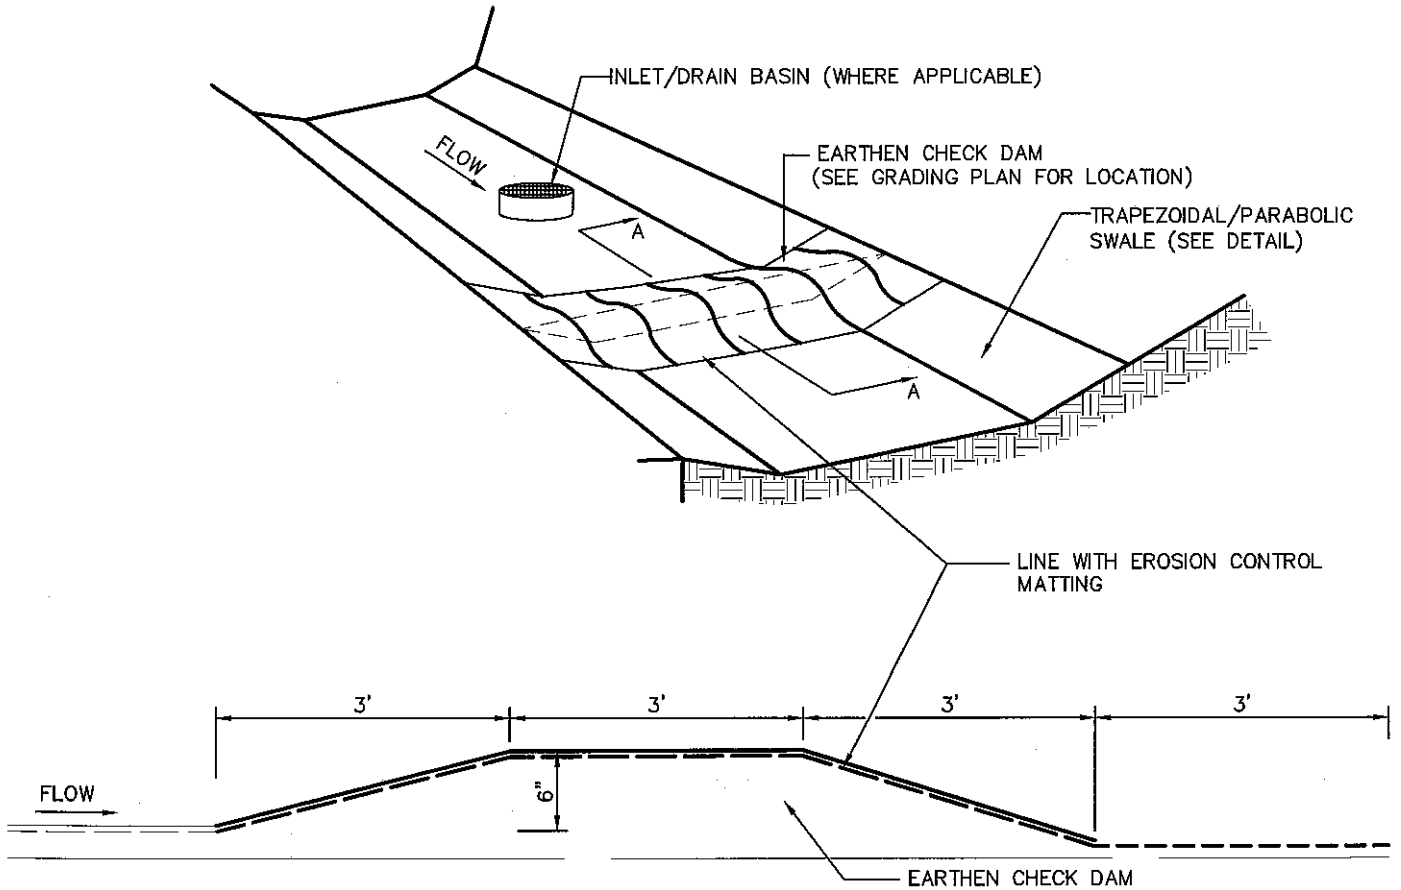 INLET/DRAIN BASIN (WHERE APPLICABLE)
FLOW
EARTHEN CHECK DAM
(SEE GRADING PLAN FOR LOCATION)
A
TRAPEZOIDAL/PARABOLIC
SWALE (SEE DETAIL)
A
LINE WITH EROSION CONTROL
MATTING
3'
3'
3'
3'
FLOW
6"
EARTHEN CHECK DAM